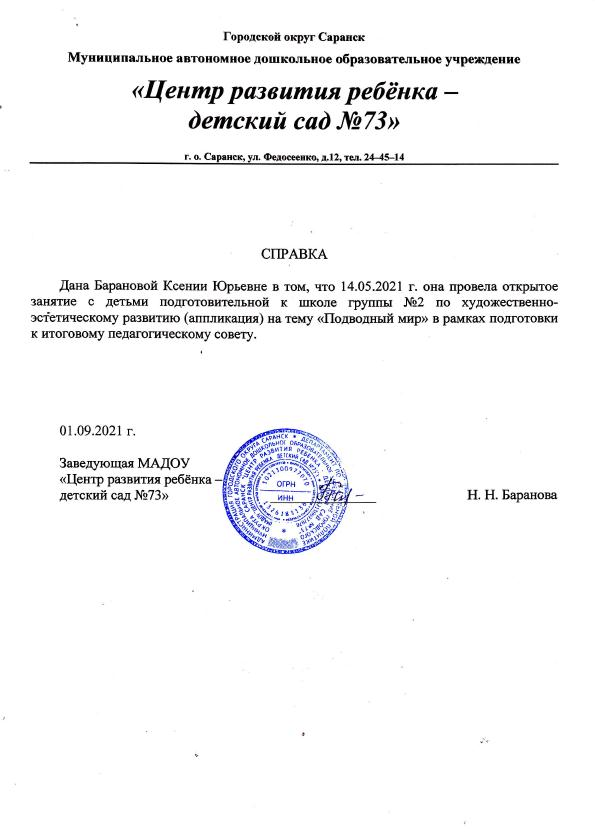 Городской округ Саранск
Муниципальное автономное дошкольное образовательное учреждение
«Центр развития ребёнка –
детский сад №73»
г. о. Саранск, ул. Федосеенко, д.12, тел. 24–45–14
СПРАВКА
Дана Барановой Ксении Юрьевне в том, что 14.05.2021 г. она провела открытое
занятие с детьми подготовительной к школе группы №2 по художественно-
эстетическому развитию (аппликация) на тему «Подводный мир» в рамках подготовки
к итоговому педагогическому совету.
01.09.2021 г.
Заведующая МАДОУ
«Центр развития ребёнка –
детский сад №73»
Н. Н. Баранова
ОГРН
ИНН